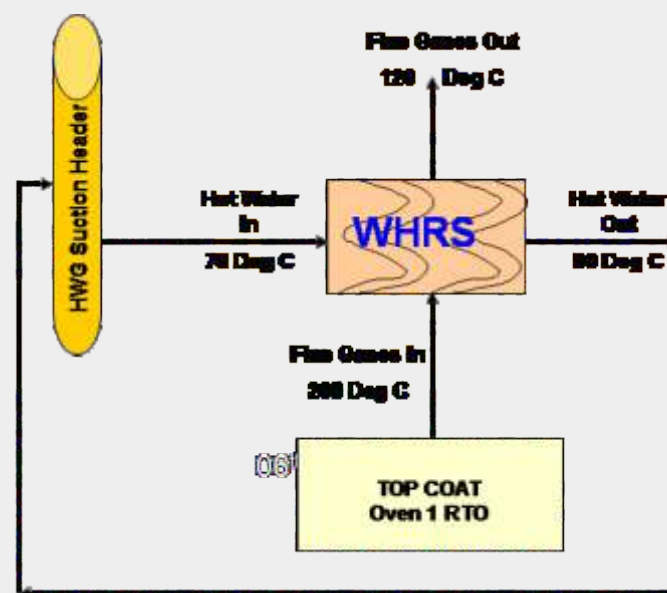 Flue Gases Out
120 Deg C
HWG Suction Header
Hot Water
In
Deg C
WHRS
Hot Water
Out
Deg C
Flue Gases In
Deg C
TOP COAT
Oven 1 RTO